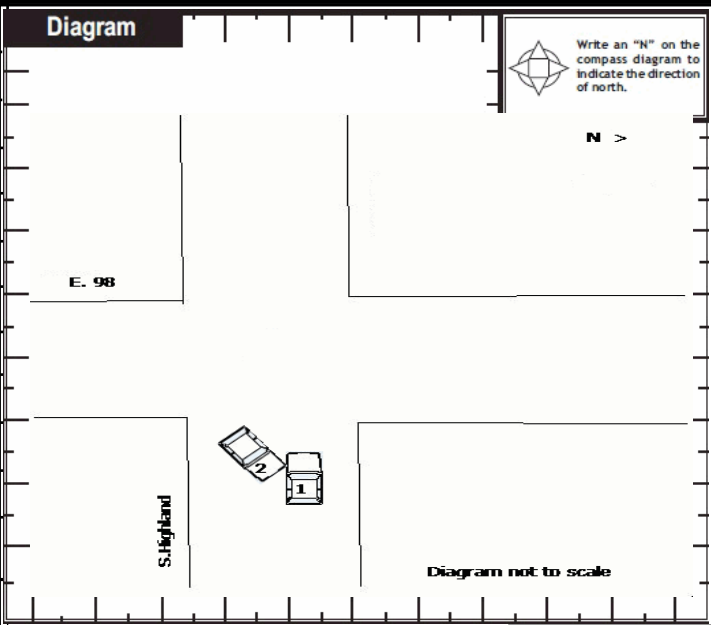 Diagram
Write an “N” on the
compass diagram to
indicate the direction
of north.
N >
E. 98
2
1
S.Highland
Diagram not to scale